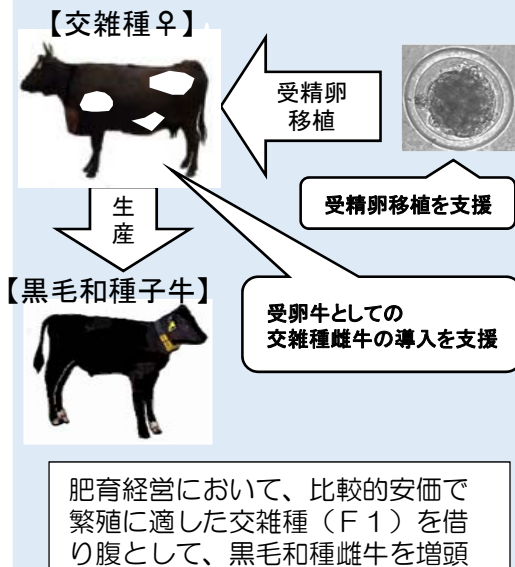 【交雑種♀】
受精卵
移植
受精卵移植を支援
生
産
受卵牛としての
交雑種雌牛の導入を支援
【黒毛和種子牛】
肥育経営において、比較的安価で
繁殖に適した交雑種（F１）を借
り腹として、黒毛和種雌牛を増頭